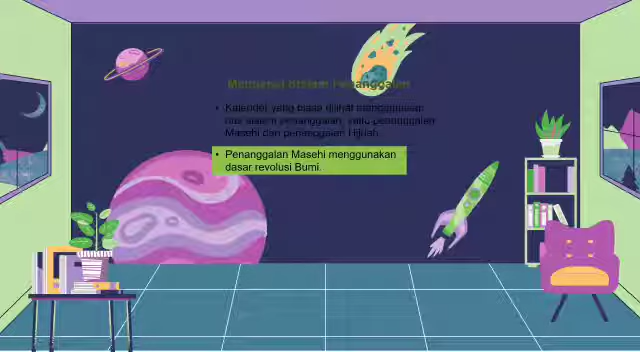 Mengenal Sistem Penanggalan
• Kalender yang biasa dilihat menggunakan
dua sistem penanggalan, yaitu penanggalan
Masehi dan penanggalan Hijriah.
• Penanggalan Masehi menggunakan
dasar revolusi Bumi.